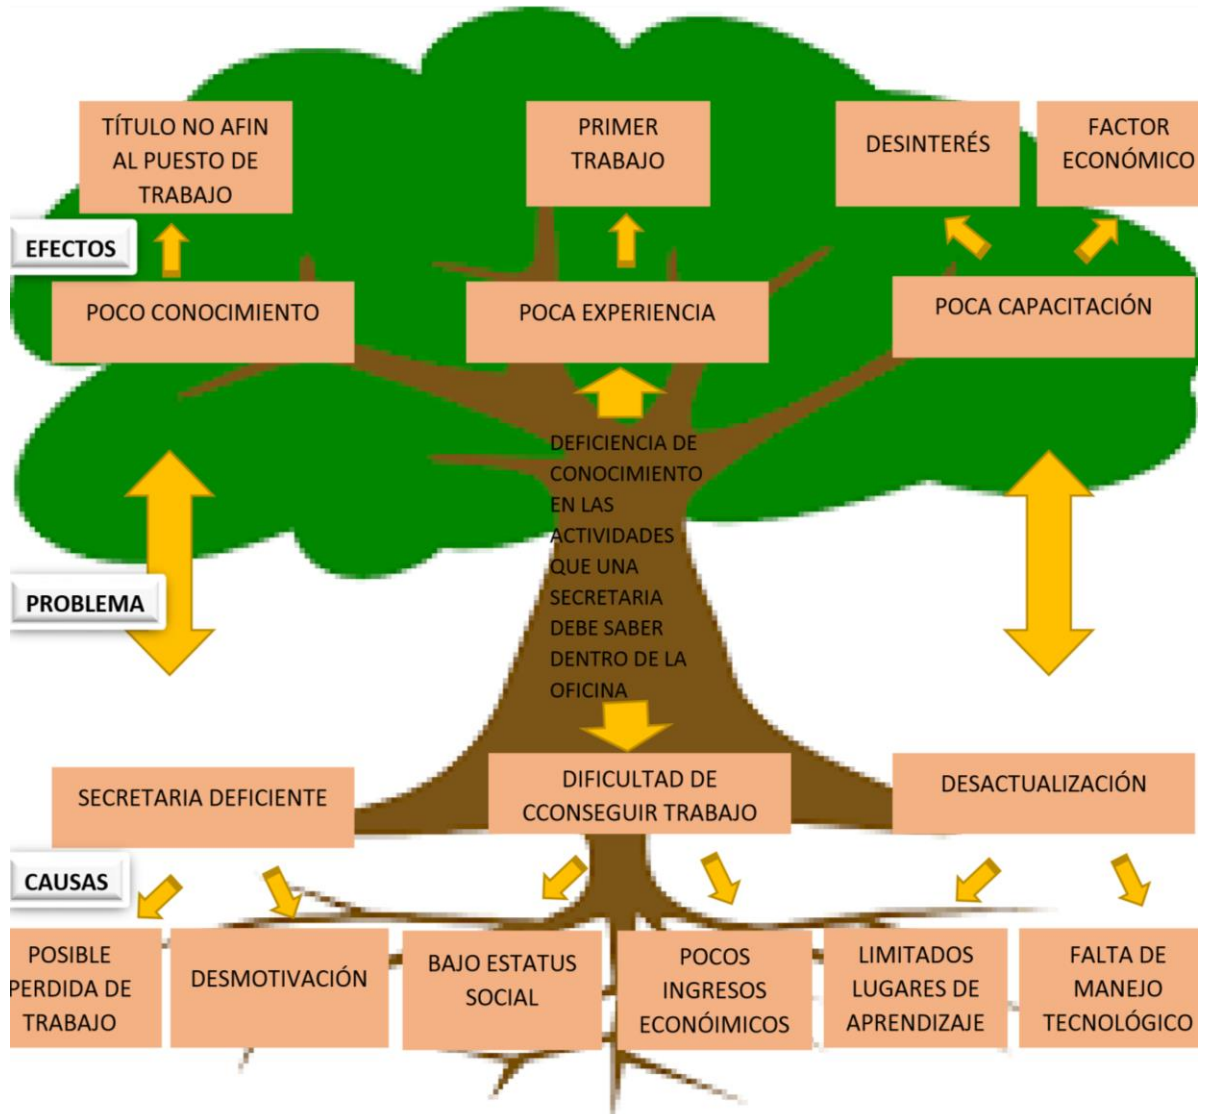 TÍTULO NO AFIN
AL PUESTO DE
TRABAJO
PRIMER
TRABAJO
DESINTERÉS
FACTOR
ECONÓMICO
EFECTOS
POCO CONOCIMIENTO
POCA EXPERIENCIA
POCA CAPACITACIÓN
DEFICIENCIA DE
CONOCIMIENTO
EN LAS
ACTIVIDADES
QUE UNA
SECRETARIA
DEBE SABER
DENTRO DE LA
OFICINA
PROBLEMA
SECRETARIA DEFICIENTE
DIFICULTAD DE
CCONSEGUIR TRABAJO
DESACTUALIZACIÓN
CAUSAS
POSIBLE
PERDIDA DE
TRABAJO
DESMOTIVACIÓN
BAJO ESTATUS
SOCIAL
POCOS
INGRESOS
ECONÓIMICOS
LIMITADOS
LUGARES DE
APRENDIZAJE
FALTA DE
MANEJO
TECNOLÓGICO